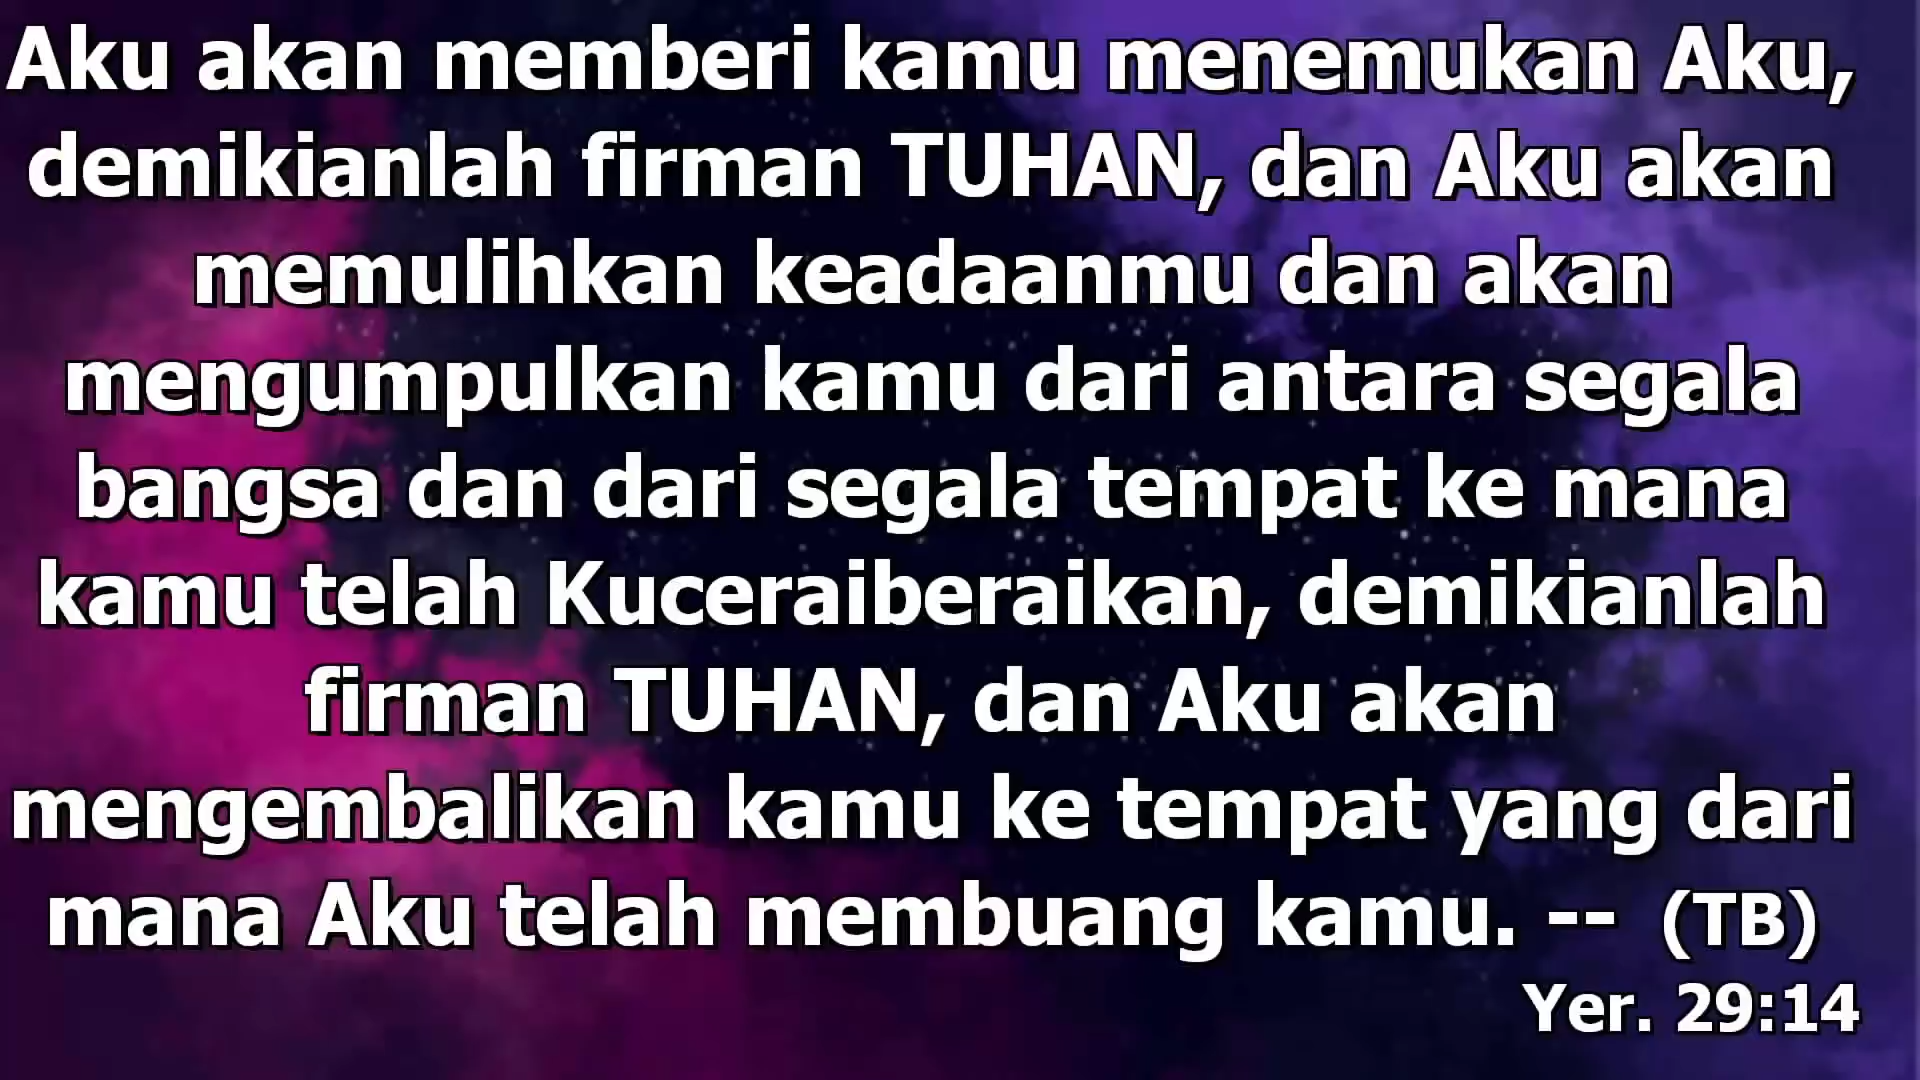 Aku akan memberi kamu menemukan Aku,
demikianlah firman TUHAN, dan Aku akan
memulihkan keadaanmu dan akan
mengumpulkan kamu dari antara segala
bangsa dan dari segala tempat ke mana
kamu telah Kuceraiberaikan, demikianlah
firman TUHAN, dan Aku akan
mengembalikan kamu ke tempat yang dari
mana Aku telah membuang kamu. -- (TB)
Yer. 29:14